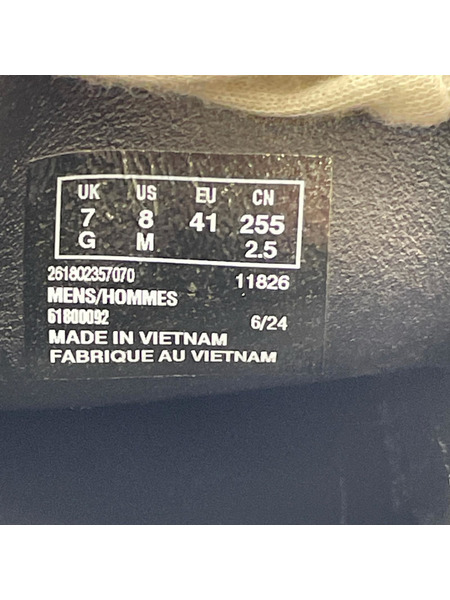 UK US EU CN
7 8 41 255
G M 2.5
261802357070 11826
MENS/HOMMES
61800092 6/24
MADE IN VIETNAM
FABRIQUE AU VIETNAM